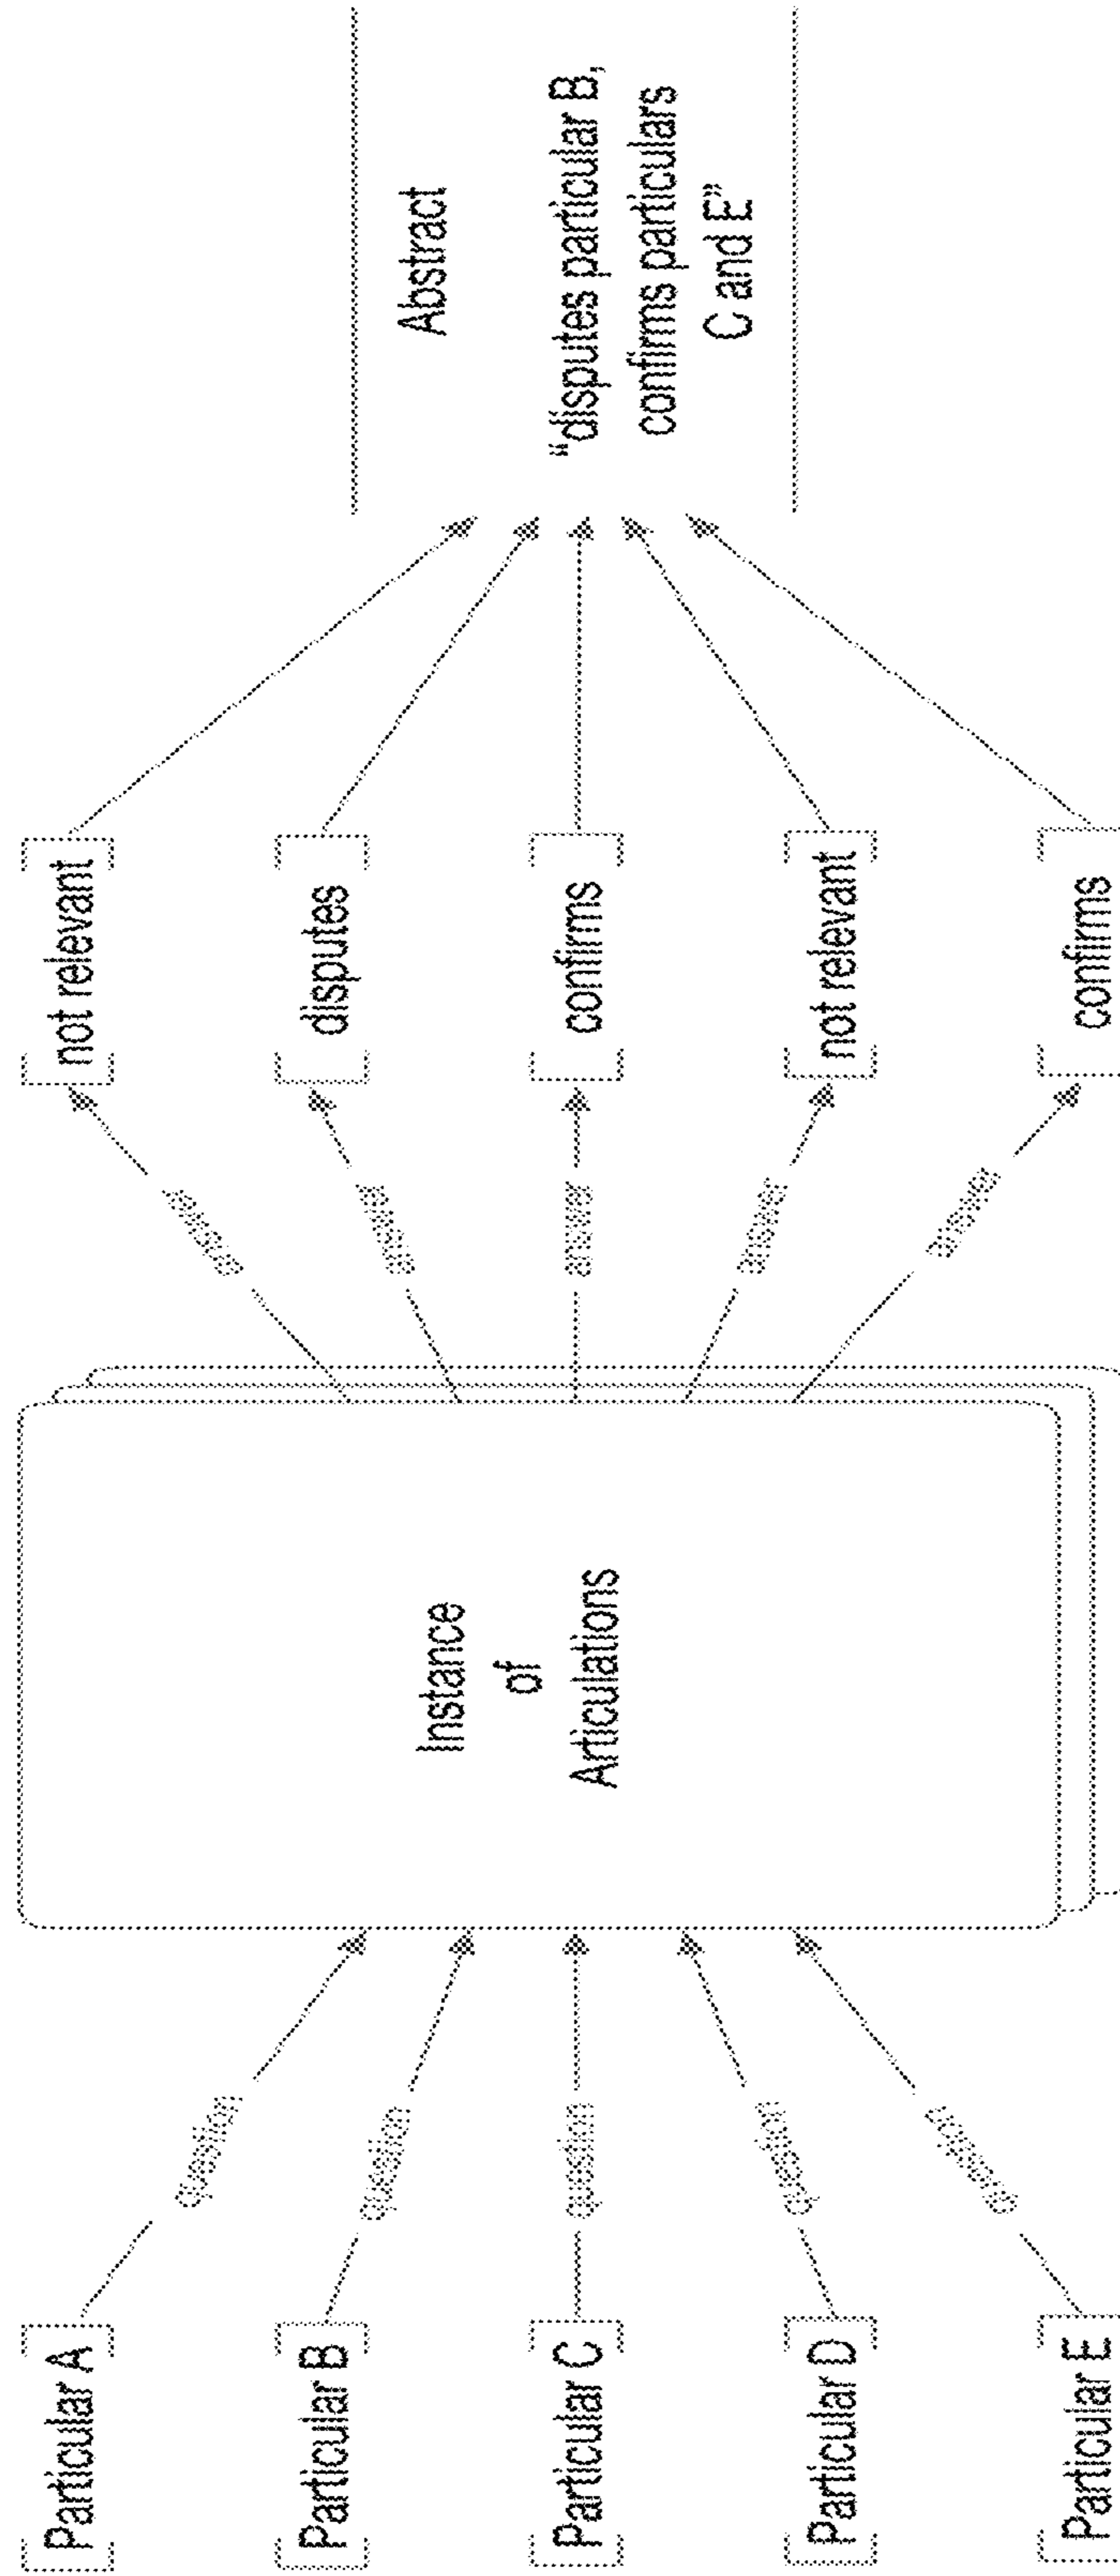 Particular A
Particular B
Particular C
Particular D
Particular E
question
question
question
question
question
Instance
of
Articulations
answer
answer
answer
answer
answer
not relevant
disputes
confirms
not relevant
confirms
Abstract
"disputes particular B,
confirms particulars
C and E"